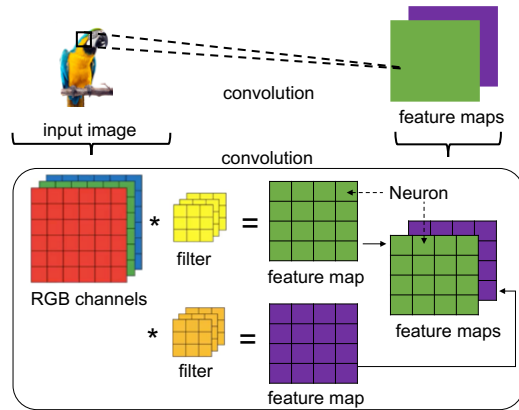 convolution
input image
feature maps
convolution
Neuron
*
=
filter
feature map
RGB channels
feature maps
*
=
filter
feature map